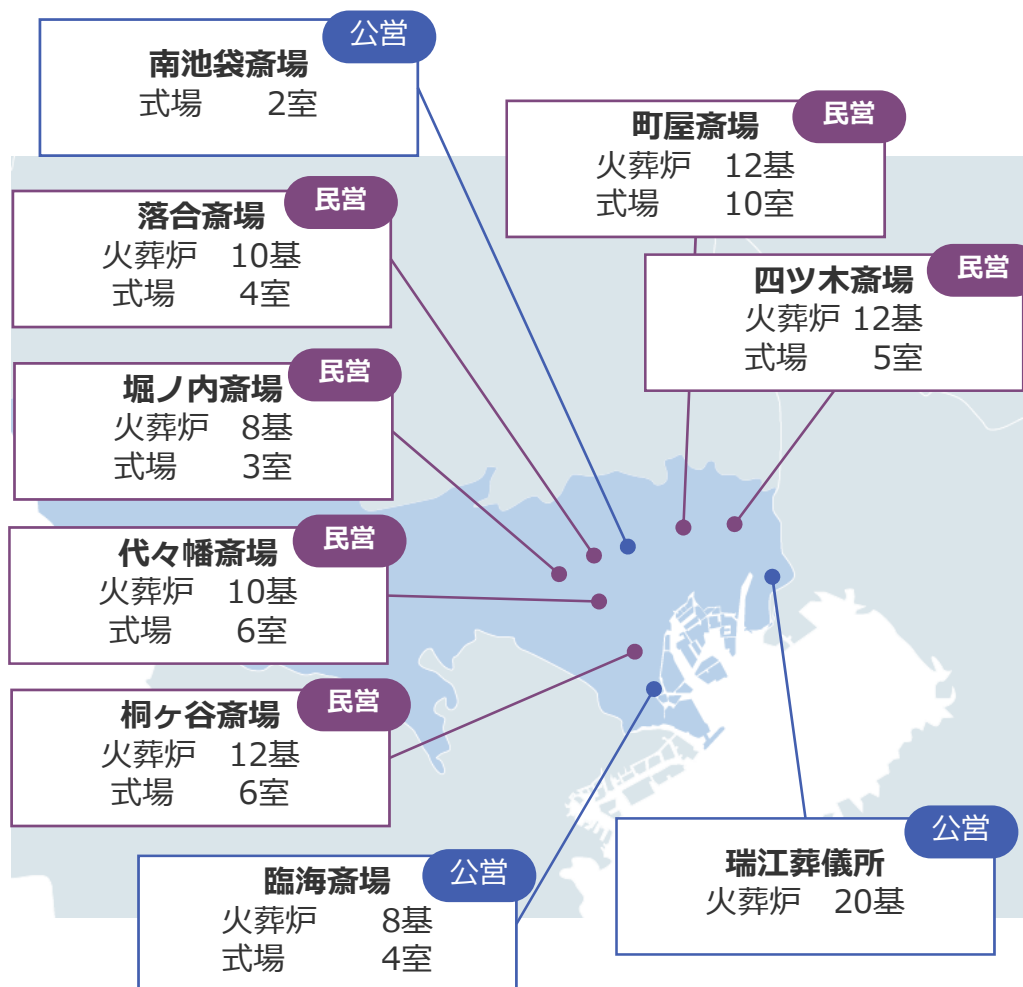 公営
南池袋斎場
式場 2室
民営
町屋斎場
火葬炉 12基
式場 10室
民営
落合斎場
火葬炉 10基
式場 4室
民営
四ツ木斎場
火葬炉 12基
式場 5室
民営
堀ノ内斎場
火葬炉 8基
式場 3室
民営
代々幡斎場
火葬炉 10基
式場 6室
民営
桐ヶ谷斎場
火葬炉 12基
式場 6室
公営
臨海斎場
火葬炉 8基
式場 4室
公営
瑞江葬儀所
火葬炉 20基